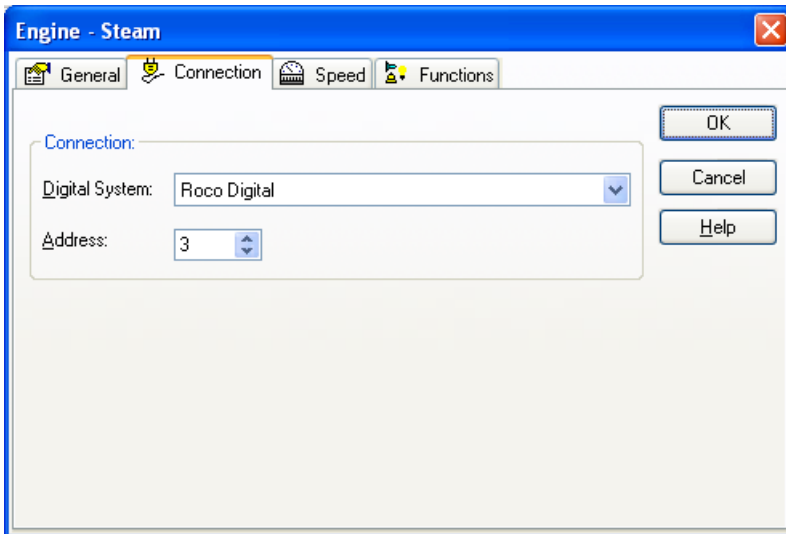 Engine - Steam
General Connection Speed Functions
Connection:
Digital System: Roco Digital
Address: 3
OK
Cancel
Help